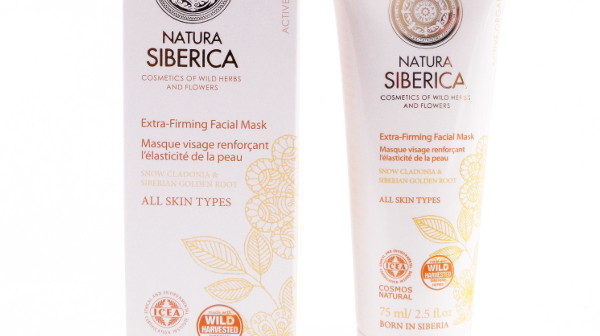 ACTIVE
NATURA
SIBERICA
COSMETICS OF WILD HERBS
AND FLOWERS
Extra-Firming Facial Mask
Masque visage renforçant
l'élasticité de la peau
SNOW CLADONIA &
SIBERIAN GOLDEN ROOT
ALL SKIN TYPES
ICEA
WILD
HARVESTED
NATURA
SIBERICA
COSMETICS OF WILD HERBS
AND FLOWERS
Extra-Firming Facial Mask
Masque visage renforçant
l'élasticité de la peau
SNOW CLADONIA &
SIBERIAN GOLDEN ROOT
ALL SKIN TYPES
ICEA
WILD
HARVESTED
COSMOS
NATURAL
75 ml/ 2.5 fl
BORN IN SIBERIA